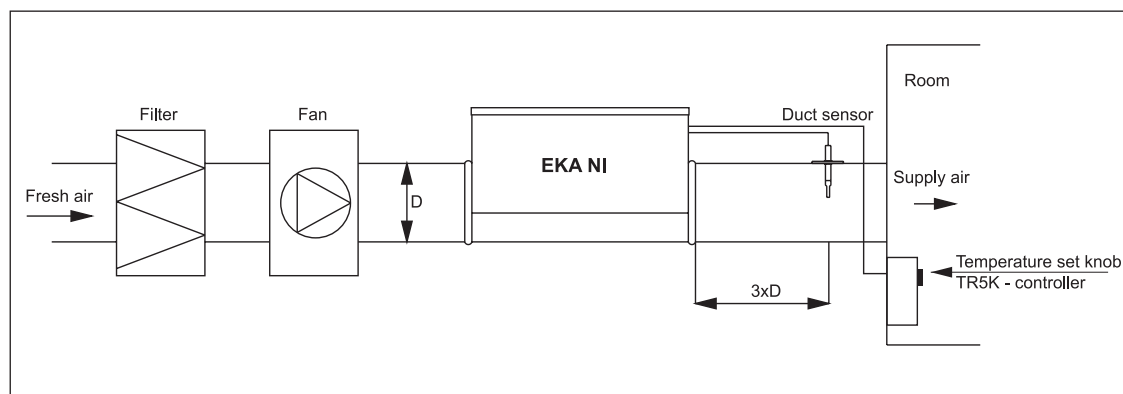 Room
Filter
Fan
Duct sensor
EKA NI
Fresh air
D
Supply air
Temperature set knob
TR5K - controller
3xD